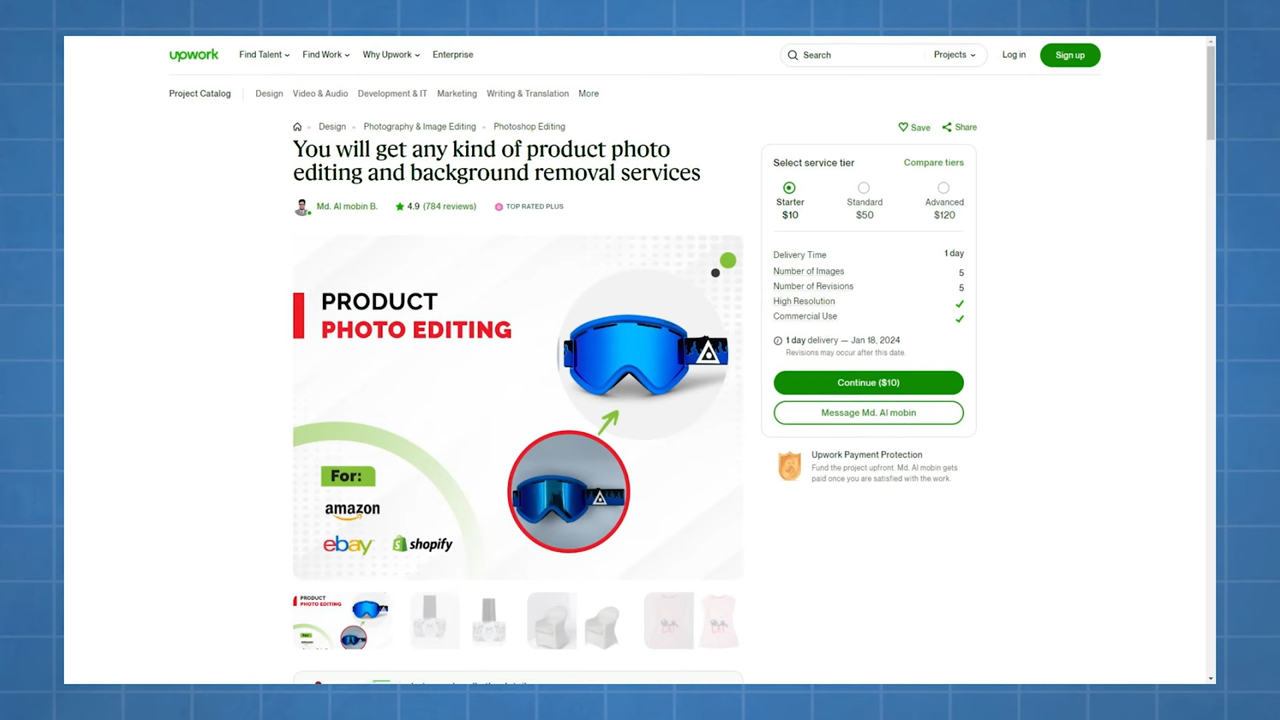 upwork Find Talent Find Work Why Upwork Enterprise Search Projects Log in Sign up
Project Catalog Design Video & Audio Development & IT Marketing Writing & Translation More
Design Photography & Image Editing Photoshop Editing
Save Share
You will get any kind of product photo
editing and background removal services
Md. Al mobin B. 4.9 (784 reviews) TOP RATED PLUS
PRODUCT
PHOTO EDITING
For:
amazon
ebay shopify
PRODUCT
PHOTO EDITING
Select service tier Compare tiers
Starter Standard Advanced
$10 $50 $120
Delivery Time 1 day
Number of Images 5
Number of Revisions 5
High Resolution
Commercial Use
1 day delivery — Jan 18, 2024
Revisions may occur after this date.
Continue ($10)
Message Md. Al mobin
Upwork Payment Protection
Fund the project upfront. Md. Al mobin gets
paid once you are satisfied with the work.